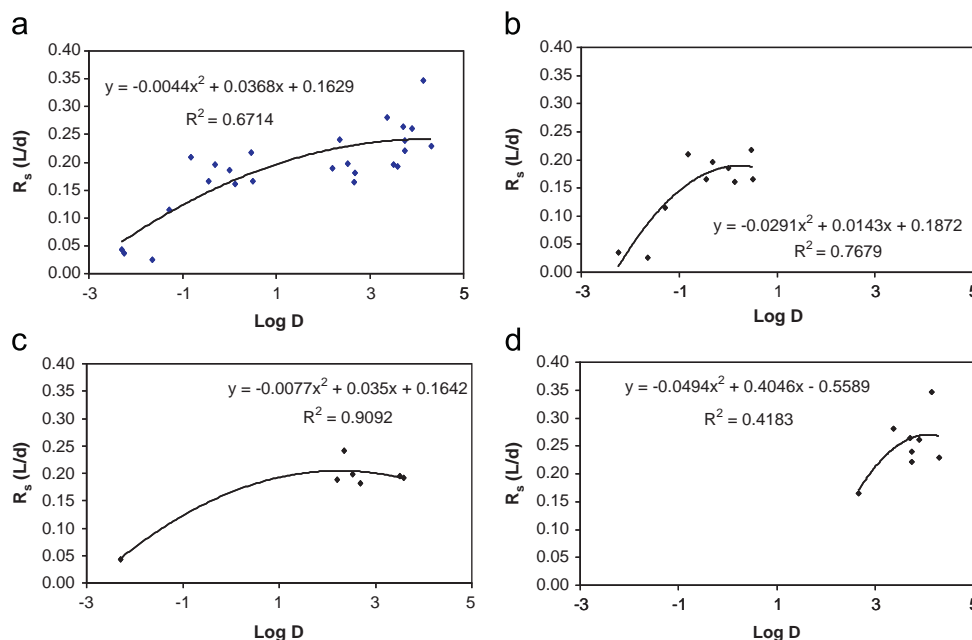 a
0.40
0.35
0.30
0.25
0.20
0.15
0.10
0.05
0.00
Rs (L/d)
y = -0.0044x2 + 0.0368x + 0.1629
R2 = 0.6714
-3 -1 1 3 5
Log D
b
0.40
0.35
0.30
0.25
0.20
0.15
0.10
0.05
0.00
Rs (L/d)
y = -0.0291x2 + 0.0143x + 0.1872
R2 = 0.7679
-3 -1 1 3 5
Log D
c
0.40
0.35
0.30
0.25
0.20
0.15
0.10
0.05
0.00
Rs (L/d)
y = -0.0077x2 + 0.035x + 0.1642
R2 = 0.9092
-3 -1 1 3 5
Log D
d
0.40
0.35
0.30
0.25
0.20
0.15
0.10
0.05
0.00
Rs (L/d)
y = -0.0494x2 + 0.4046x - 0.5589
R2 = 0.4183
-3 -1 1 3 5
Log D